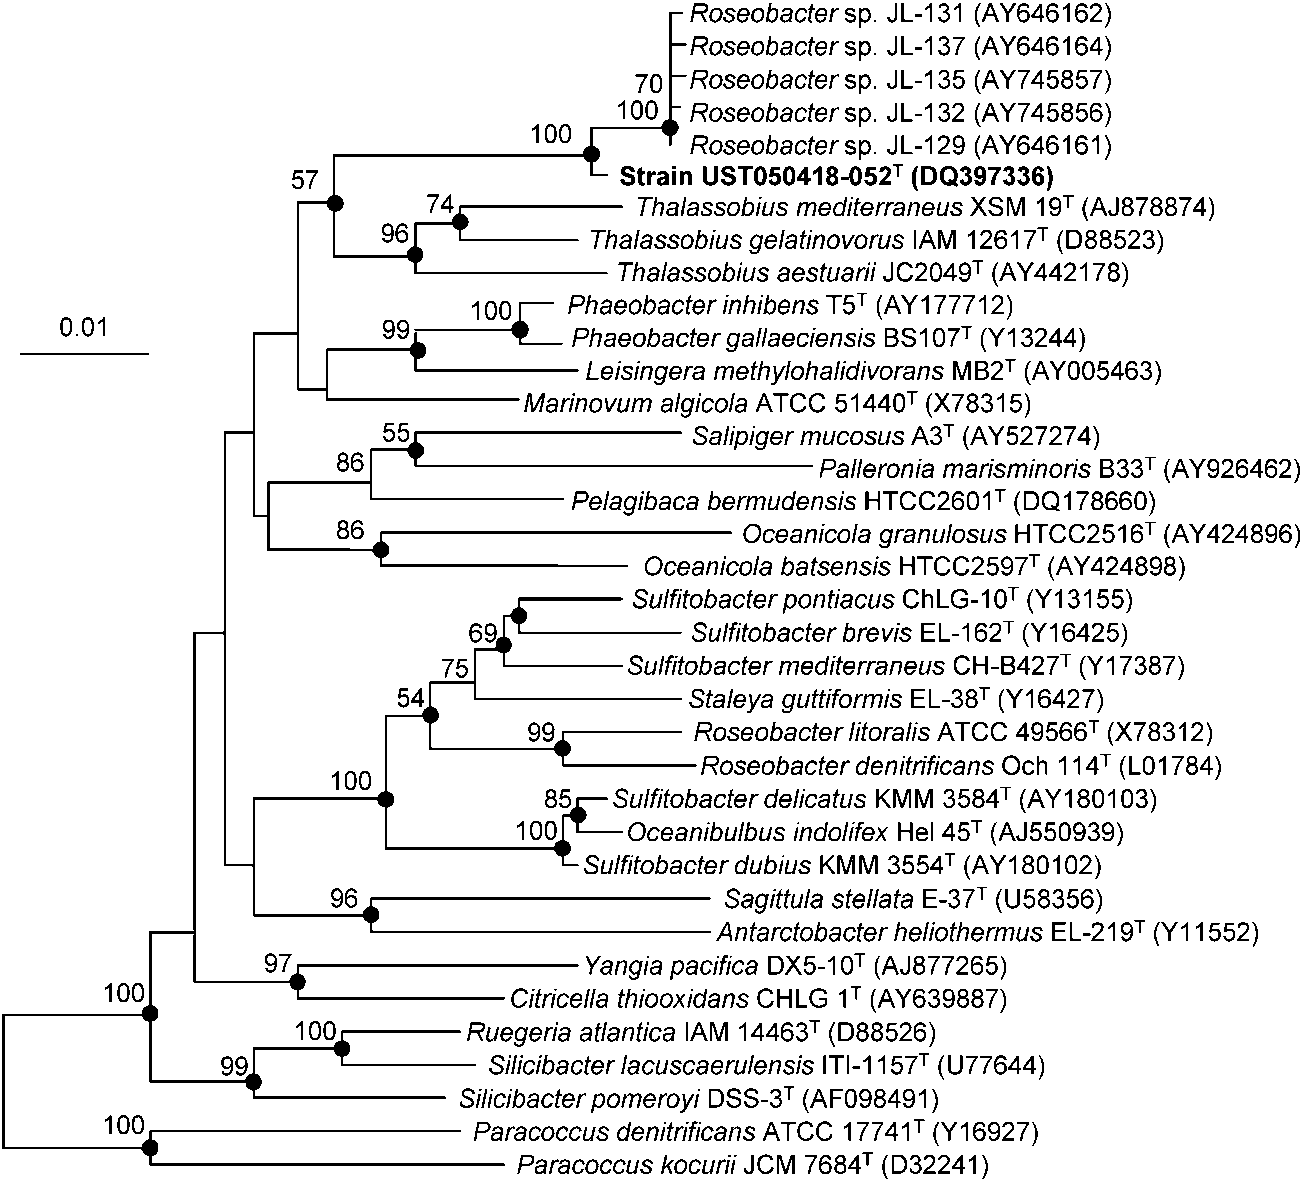 Roseobacter sp. JL-131 (AY646162)
Roseobacter sp. JL-137 (AY646164)
70
Roseobacter sp. JL-135 (AY745857)
100
Roseobacter sp. JL-132 (AY745856)
100
Roseobacter sp. JL-129 (AY646161)
Strain UST050418-052ᵀ (DQ397336)
57
74
Thalassobius mediterraneus XSM 19ᵀ (AJ878874)
96
Thalassobius gelatinovorus IAM 12617ᵀ (D88523)
Thalassobius aestuarii JC2049ᵀ (AY442178)
100
Phaeobacter inhibens T5ᵀ (AY177712)
0.01
99
Phaeobacter gallaeciensis BS107ᵀ (Y13244)
Leisingera methylohalidivorans MB2ᵀ (AY005463)
Marinovum algicola ATCC 51440ᵀ (X78315)
55
Salipiger mucosus A3ᵀ (AY527274)
86
Palleronia marisminoris B33ᵀ (AY926462)
Pelagibaca bermudensis HTCC2601ᵀ (DQ178660)
86
Oceanicola granulosus HTCC2516ᵀ (AY424896)
Oceanicola batsensis HTCC2597ᵀ (AY424898)
Sulfitobacter pontiacus ChLG-10ᵀ (Y13155)
69
Sulfitobacter brevis EL-162ᵀ (Y16425)
75
Sulfitobacter mediterraneus CH-B427ᵀ (Y17387)
54
Staleya guttiformis EL-38ᵀ (Y16427)
99
Roseobacter litoralis ATCC 49566ᵀ (X78312)
Roseobacter denitrificans Och 114ᵀ (L01784)
100
85
Sulfitobacter delicatus KMM 3584ᵀ (AY180103)
100
Oceanibulbus indolifex Hel 45ᵀ (AJ550939)
Sulfitobacter dubius KMM 3554ᵀ (AY180102)
96
Sagittula stellata E-37ᵀ (U58356)
Antarctobacter heliothermus EL-219ᵀ (Y11552)
97
Yangia pacifica DX5-10ᵀ (AJ877265)
100
Citricella thiooxidans CHLG 1ᵀ (AY639887)
100
Ruegeria atlantica IAM 14463ᵀ (D88526)
99
Silicibacter lacuscaerulensis ITI-1157ᵀ (U77644)
Silicibacter pomeroyi DSS-3ᵀ (AF098491)
100
Paracoccus denitrificans ATCC 17741ᵀ (Y16927)
Paracoccus kocurii JCM 7684ᵀ (D32241)